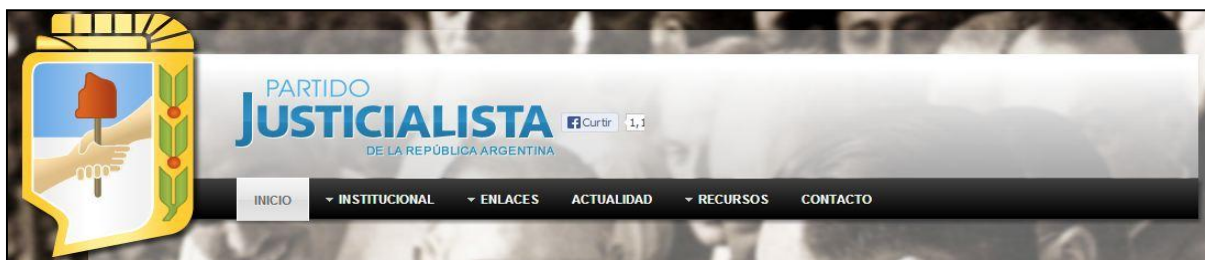 PARTIDO
JUSTICIALISTA
DE LA REPÚBLICA ARGENTINA
Curtir 1,1
INICIO INSTITUCIONAL ENLACES ACTUALIDAD RECURSOS CONTACTO